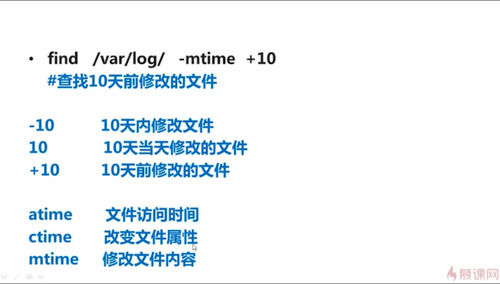 • find /var/log/ -mtime +10
#查找10天前修改的文件
-10 10天内修改文件
10 10天当天修改的文件
+10 10天前修改的文件
atime 文件访问时间
ctime 改变文件属性
mtime 修改文件内容
慕课网